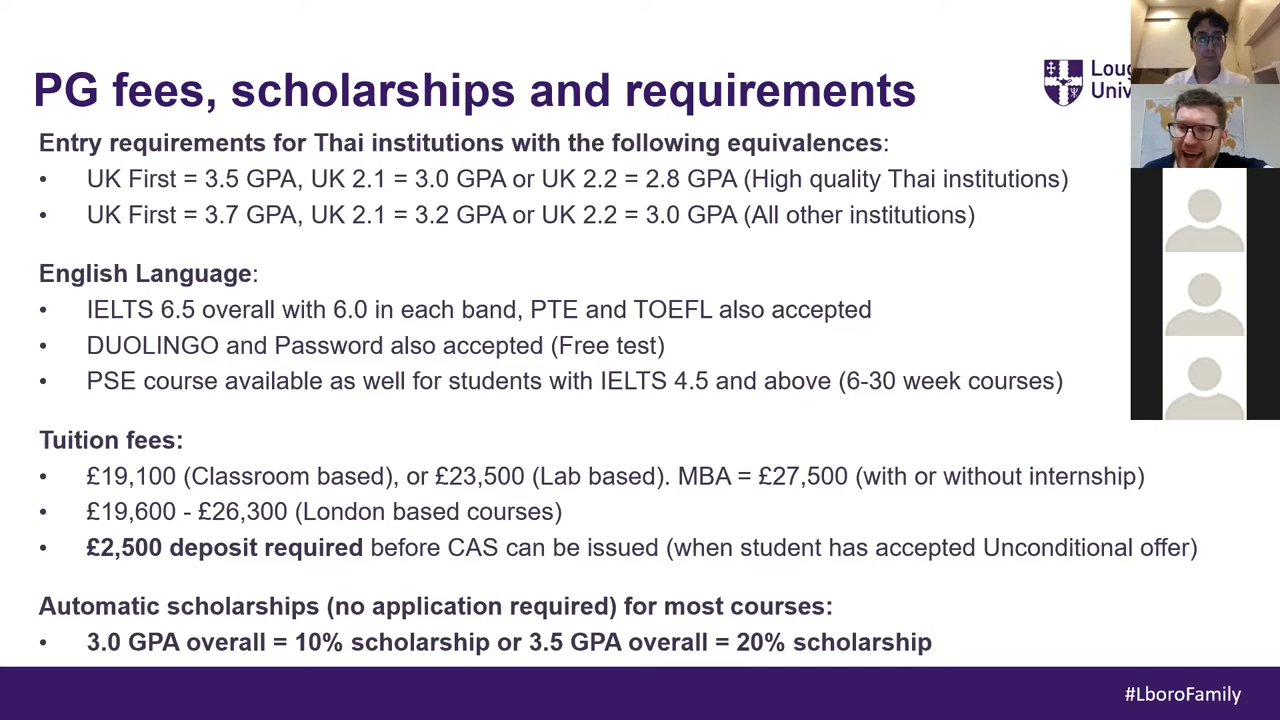 PG fees, scholarships and requirements
Entry requirements for Thai institutions with the following equivalences:
• UK First = 3.5 GPA, UK 2.1 = 3.0 GPA or UK 2.2 = 2.8 GPA (High quality Thai institutions)
• UK First = 3.7 GPA, UK 2.1 = 3.2 GPA or UK 2.2 = 3.0 GPA (All other institutions)
English Language:
• IELTS 6.5 overall with 6.0 in each band, PTE and TOEFL also accepted
• DUOLINGO and Password also accepted (Free test)
• PSE course available as well for students with IELTS 4.5 and above (6-30 week courses)
Tuition fees:
• £19,100 (Classroom based), or £23,500 (Lab based). MBA = £27,500 (with or without internship)
• £19,600 - £26,300 (London based courses)
• £2,500 deposit required before CAS can be issued (when student has accepted Unconditional offer)
Automatic scholarships (no application required) for most courses:
• 3.0 GPA overall = 10% scholarship or 3.5 GPA overall = 20% scholarship
#LboroFamily